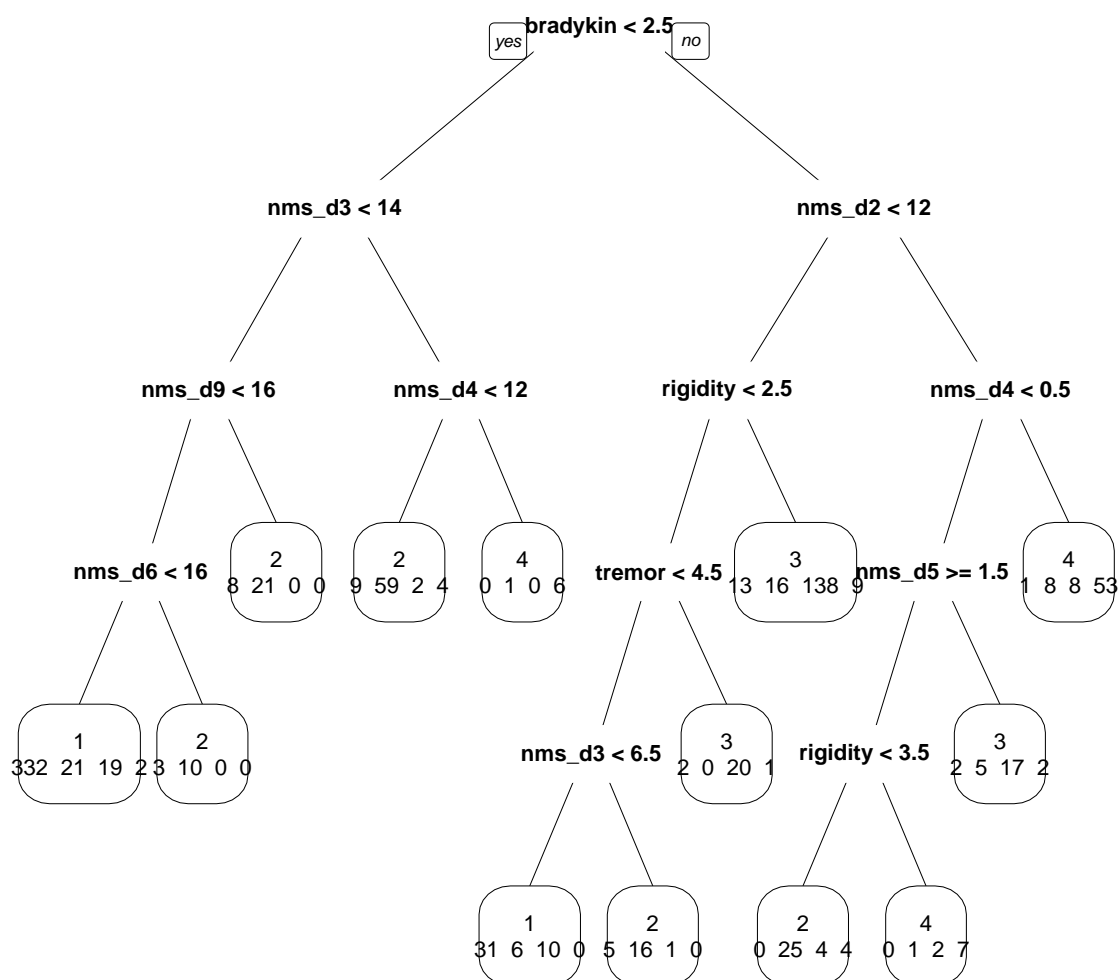 bradykin < 2.5
yes
no
nms_d3 < 14
nms_d2 < 12
nms_d9 < 16
nms_d4 < 12
rigidity < 2.5
nms_d4 < 0.5
nms_d6 < 16
2
8 21 0 0
2
9 59 2 4
4
0 1 0 6
tremor < 4.5
3
13 16 138 9
nms_d5 >= 1.5
4
1 8 8 53
1
332 21 19 2
2
3 10 0 0
nms_d3 < 6.5
3
2 0 20 1
rigidity < 3.5
3
2 5 17 2
1
31 6 10 0
2
5 16 1 0
2
0 25 4 4
4
0 1 2 7